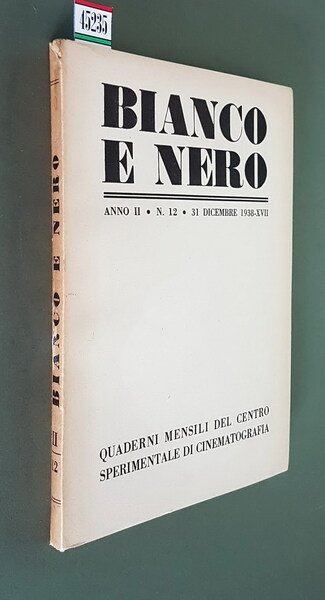 45235
BIANCO
E NERO
ANNO II • N. 12 • 31 DICEMBRE 1938-XVII
QUADERNI MENSILI DEL CENTRO
SPERIMENTALE DI CINEMATOGRAFIA
BIANCO E NERO
II
12